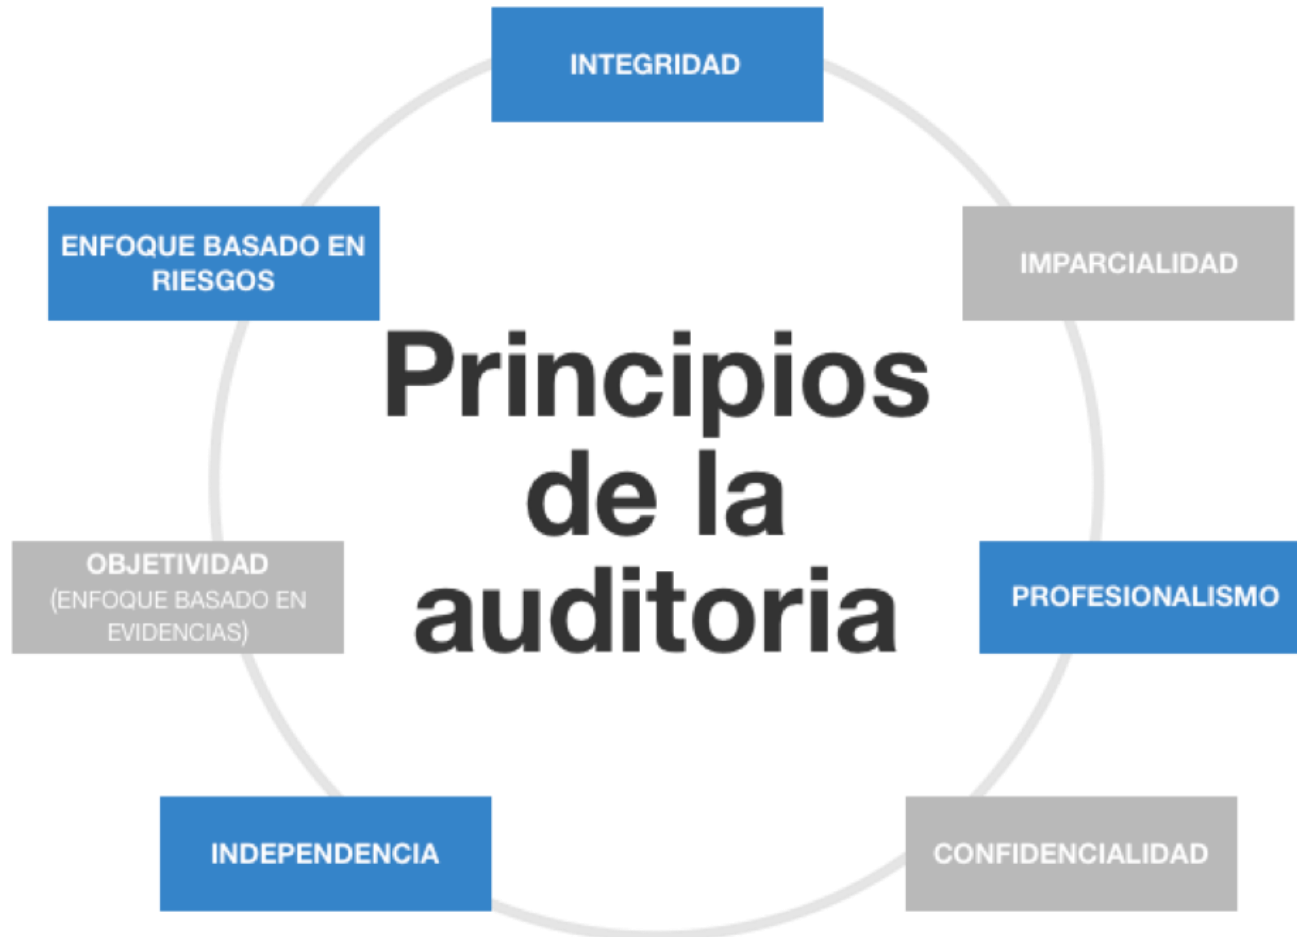 INTEGRIDAD
ENFOQUE BASADO EN
RIESGOS
IMPARCIALIDAD
Principios
de la
auditoria
OBJETIVIDAD
(ENFOQUE BASADO EN
EVIDENCIAS)
PROFESIONALISMO
INDEPENDENCIA
CONFIDENCIALIDAD